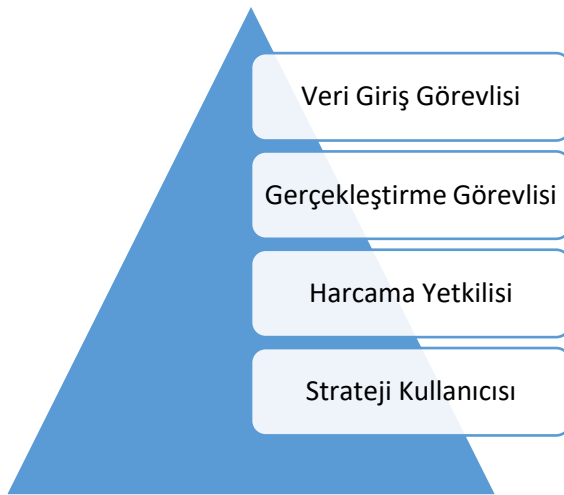 Veri Giriş Görevlisi
Gerçekleştirme Görevlisi
Harcama Yetkilisi
Strateji Kullanıcısı